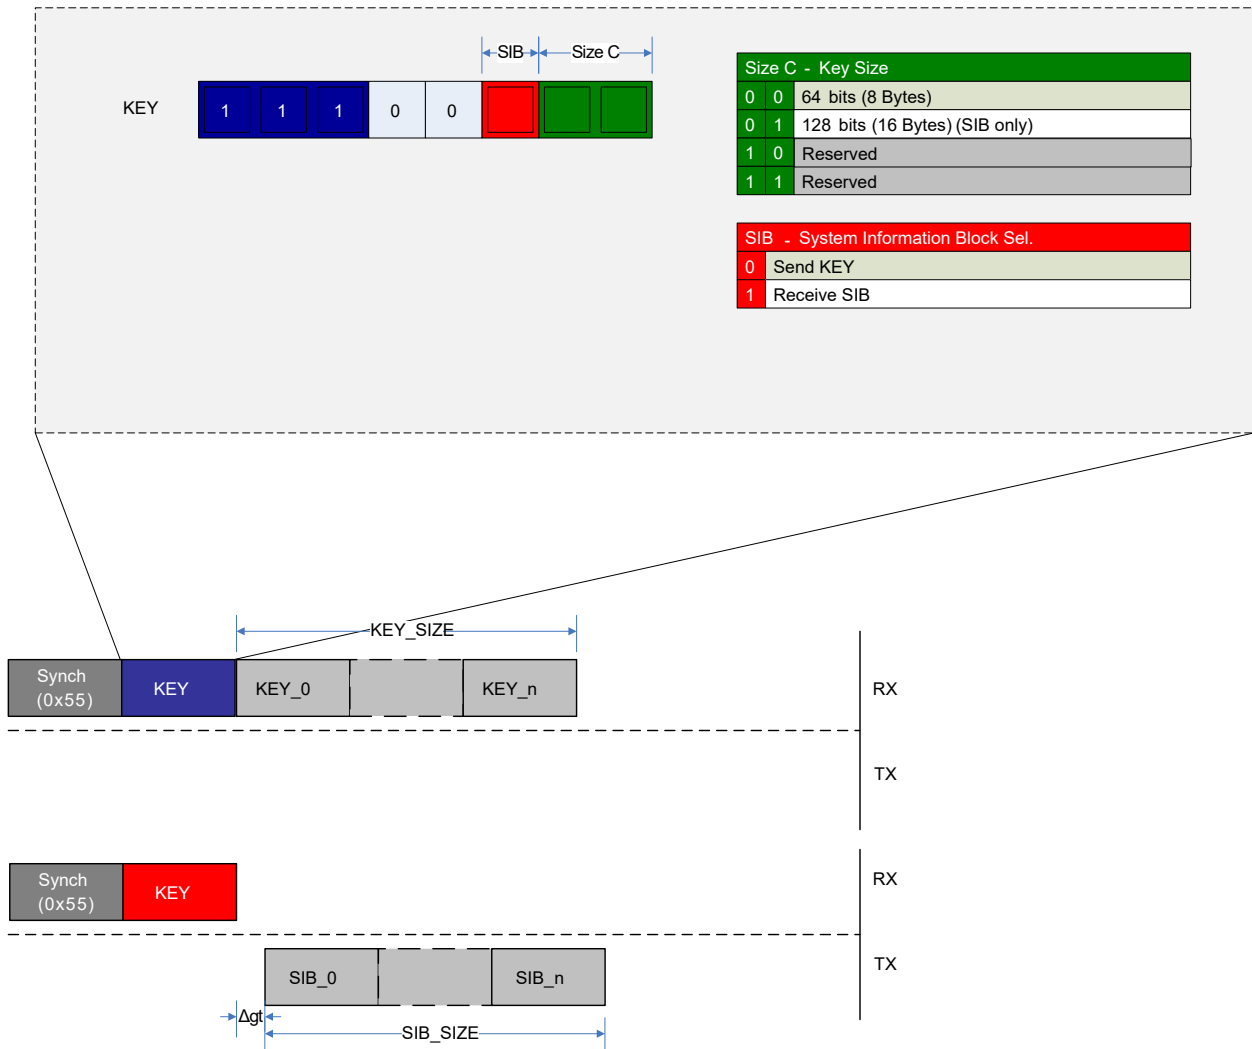 SIB
Size C
KEY
1 1 1 0 0
Size C - Key Size
0 0 64 bits (8 Bytes)
0 1 128 bits (16 Bytes) (SIB only)
1 0 Reserved
1 1 Reserved
SIB - System Information Block Sel.
0 Send KEY
1 Receive SIB
KEY_SIZE
Synch
(0x55)
KEY
KEY_0
KEY_n
RX
TX
Synch
(0x55)
KEY
RX
SIB_0
SIB_n
TX
Δgt
SIB_SIZE